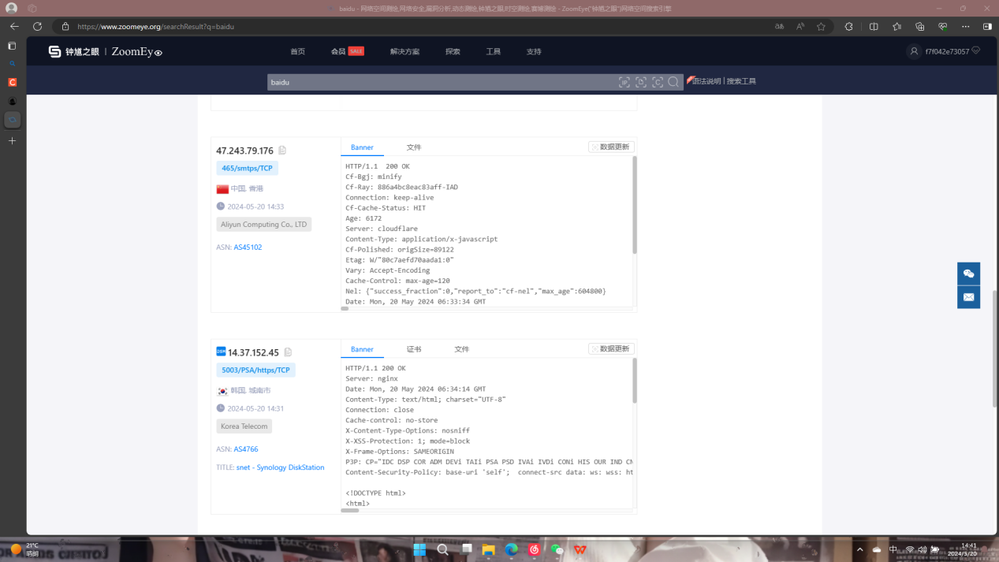 baidu - 网络空间测绘,网络安全,漏洞分析,动态测绘,钟馗之眼,时空测绘,赛博测绘 - ZoomEye("钟馗之眼")网络空间搜索引擎
https://www.zoomeye.org/searchResult?q=baidu
钟馗之眼 | ZoomEye
首页 会员 SALE 解决方案 探索 工具 支持
f7f042e73057
baidu
语法说明 | 搜索工具
47.243.79.176
465/smtps/TCP
中国, 香港
2024-05-20 14:33
Aliyun Computing Co., LTD
ASN: AS45102
Banner 文件 数据更新
HTTP/1.1  200 OK
Cf-Bgj: minify
Cf-Ray: 886a4bc8eac83aff-IAD
Connection: keep-alive
Cf-Cache-Status: HIT
Age: 6172
Server: cloudflare
Content-Type: application/x-javascript
Cf-Polished: origSize=89122
Etag: W/"80c7aefd70aada1:0"
Vary: Accept-Encoding
Cache-Control: max-age=120
Nel: {"success_fraction":0,"report_to":"cf-nel","max_age":604800}
Date: Mon, 20 May 2024 06:33:34 GMT
DSM 14.37.152.45
5003/PSA/https/TCP
韩国, 城南市
2024-05-20 14:31
Korea Telecom
ASN: AS4766
TITLE: snet - Synology DiskStation
Banner 证书 文件 数据更新
HTTP/1.1 200 OK
Server: nginx
Date: Mon, 20 May 2024 06:34:14 GMT
Content-Type: text/html; charset="UTF-8"
Connection: close
Cache-control: no-store
X-Content-Type-Options: nosniff
X-XSS-Protection: 1; mode=block
X-Frame-Options: SAMEORIGIN
P3P: CP="IDC DSP COR ADM DEVi TAIi PSA PSD IVAi IVDi CONi HIS OUR IND CN
Content-Security-Policy: base-uri 'self';  connect-src data: ws: wss: ht
<!DOCTYPE html>
<html>
21°C
晴朗
中
14:41
2024/5/20